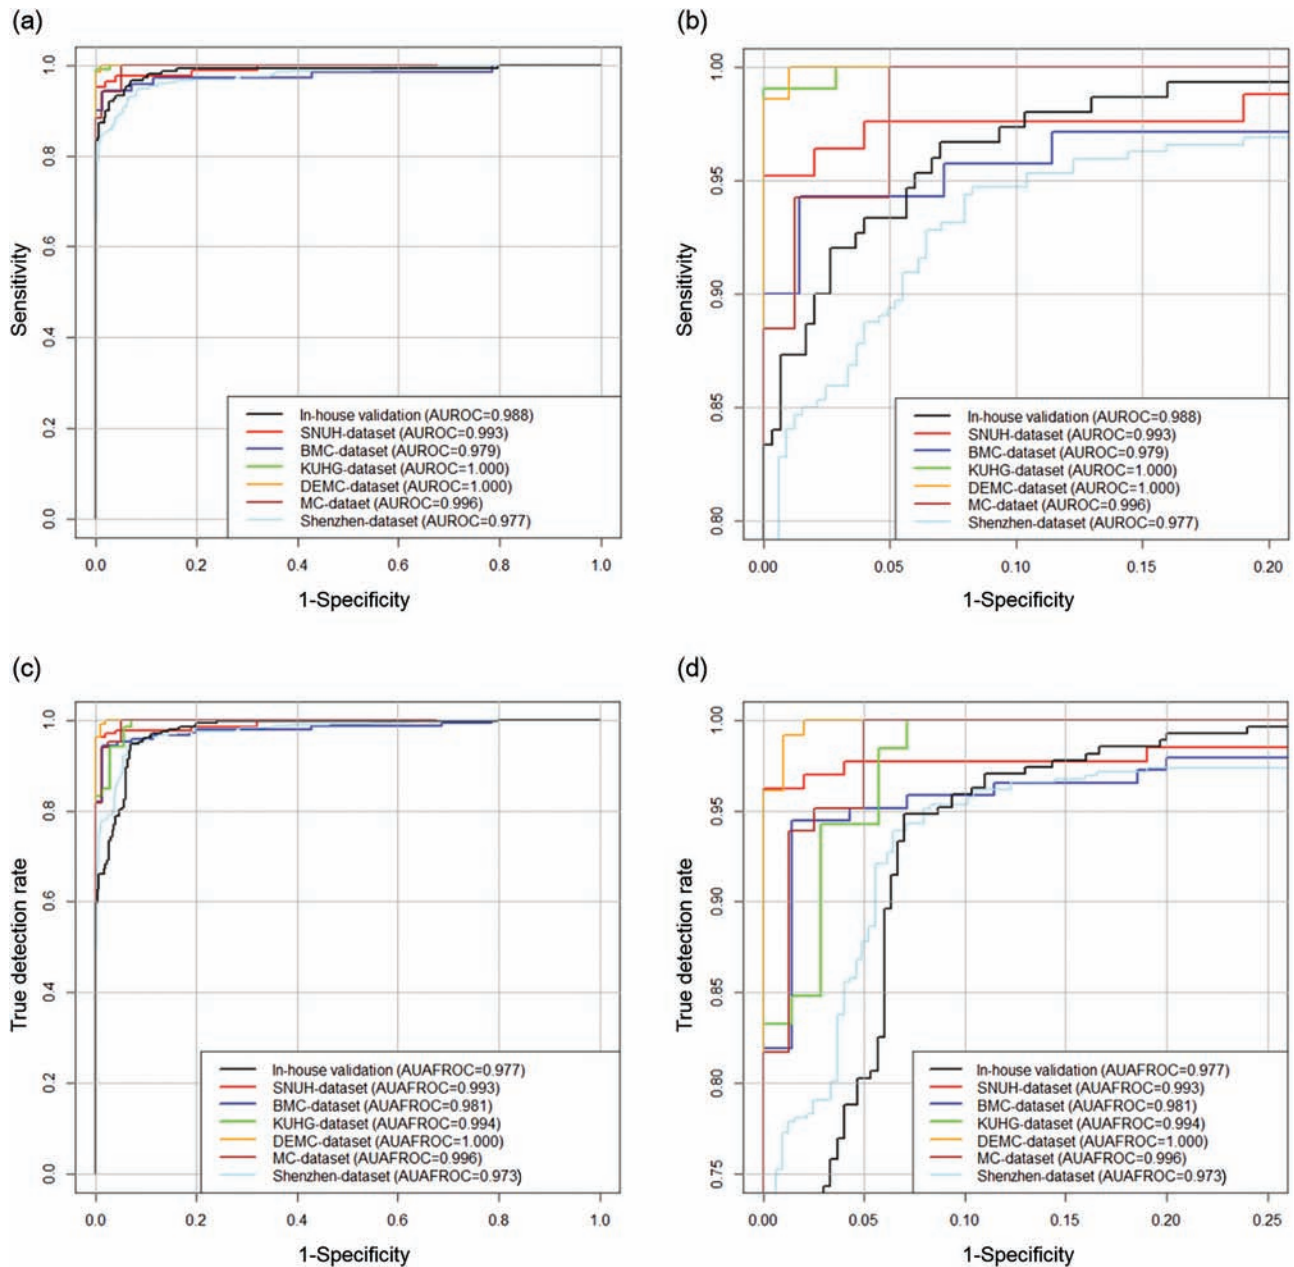 (a)
Sensitivity
1.0
0.8
0.6
0.4
0.2
0.0
In-house validation (AUROC=0.988)
SNUH-dataset (AUROC=0.993)
BMC-dataset (AUROC=0.979)
KUHG-dataset (AUROC=1.000)
DEMC-dataset (AUROC=1.000)
MC-dataet (AUROC=0.996)
Shenzhen-dataset (AUROC=0.977)
0.0 0.2 0.4 0.6 0.8 1.0
1-Specificity
(b)
Sensitivity
1.00
0.95
0.90
0.85
0.80
In-house validation (AUROC=0.988)
SNUH-dataset (AUROC=0.993)
BMC-dataset (AUROC=0.979)
KUHG-dataset (AUROC=1.000)
DEMC-dataset (AUROC=1.000)
MC-dataet (AUROC=0.996)
Shenzhen-dataset (AUROC=0.977)
0.00 0.05 0.10 0.15 0.20
1-Specificity
(c)
True detection rate
1.0
0.8
0.6
0.4
0.2
0.0
In-house validation (AUAFROC=0.977)
SNUH-dataset (AUAFROC=0.993)
BMC-dataset (AUAFROC=0.981)
KUHG-dataset (AUAFROC=0.994)
DEMC-dataset (AUAFROC=1.000)
MC-dataset (AUAFROC=0.996)
Shenzhen-dataset (AUAFROC=0.973)
0.0 0.2 0.4 0.6 0.8 1.0
1-Specificity
(d)
True detection rate
1.00
0.95
0.90
0.85
0.80
0.75
In-house validation (AUAFROC=0.977)
SNUH-dataset (AUAFROC=0.993)
BMC-dataset (AUAFROC=0.981)
KUHG-dataset (AUAFROC=0.994)
DEMC-dataset (AUAFROC=1.000)
MC-dataset (AUAFROC=0.996)
Shenzhen-dataset (AUAFROC=0.973)
0.00 0.05 0.10 0.15 0.20 0.25
1-Specificity